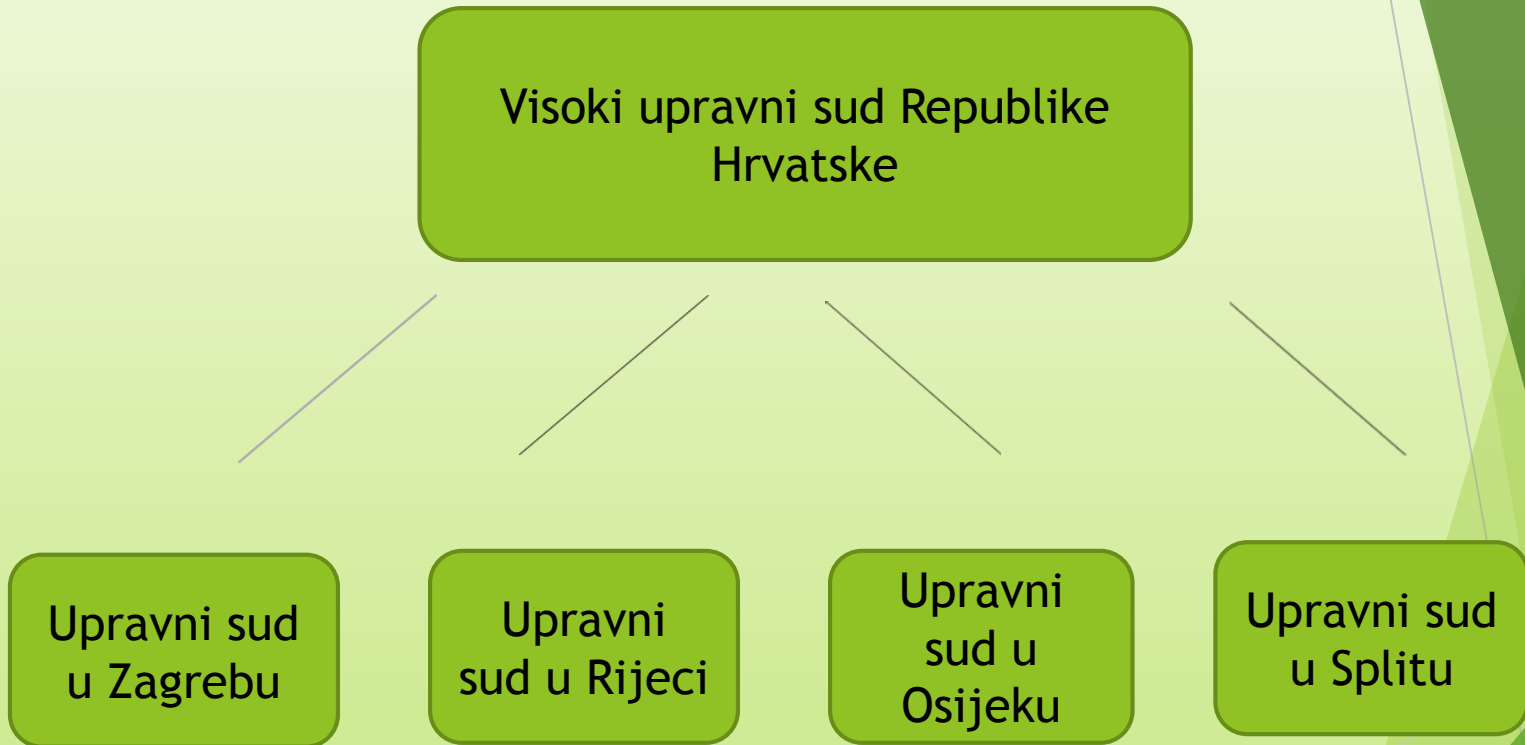 Visoki upravni sud Republike
Hrvatske
Upravni sud
u Zagrebu
Upravni
sud u Rijeci
Upravni
sud u
Osijeku
Upravni sud
u Splitu